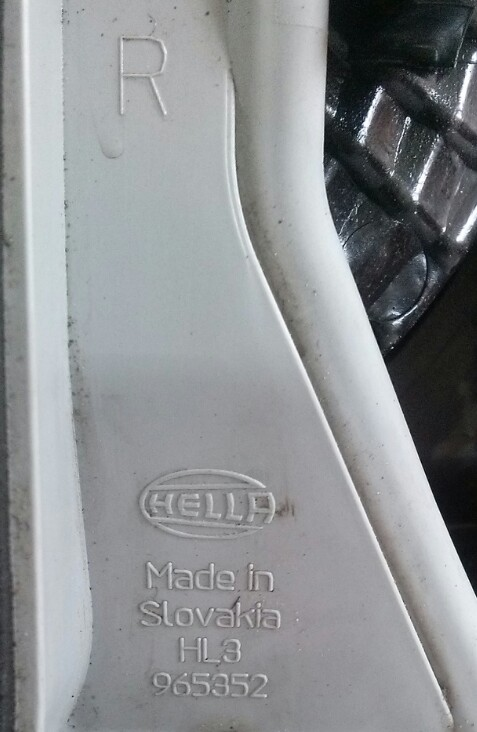 R
HELLA
Made in
Slovakia
HL3
965352